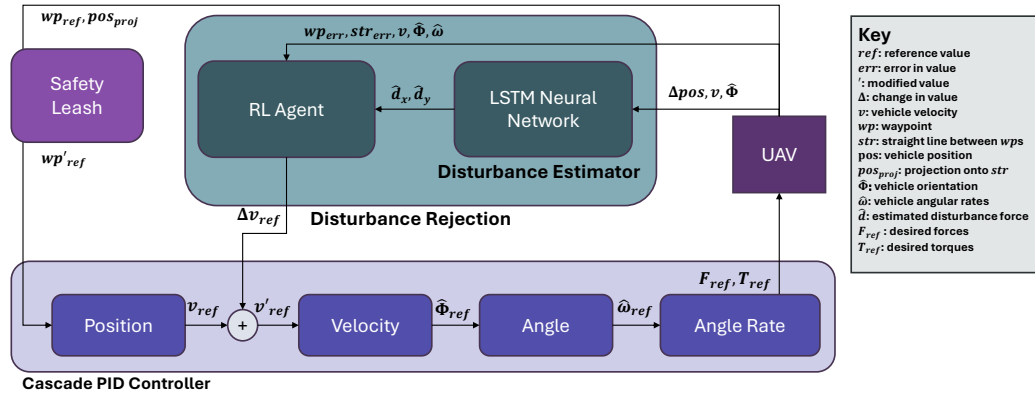 wp_ref, pos_proj
wp_err, str_err, v, Φ̂, ω̂
Safety
Leash
RL Agent
d̂_x, d̂_y
LSTM Neural
Network
Δpos, v, Φ̂
UAV
wp'_ref
Disturbance Estimator
Δv_ref
Disturbance Rejection
F_ref, T_ref
Position
v_ref
+
v'_ref
Velocity
Φ̂_ref
Angle
ω̂_ref
Angle Rate
Cascade PID Controller
Key
ref: reference value
err: error in value
': modified value
Δ: change in value
v: vehicle velocity
wp: waypoint
str: straight line between wps
pos: vehicle position
pos_proj: projection onto str
Φ̂: vehicle orientation
ω̂: vehicle angular rates
d̂: estimated disturbance force
F_ref : desired forces
T_ref: desired torques